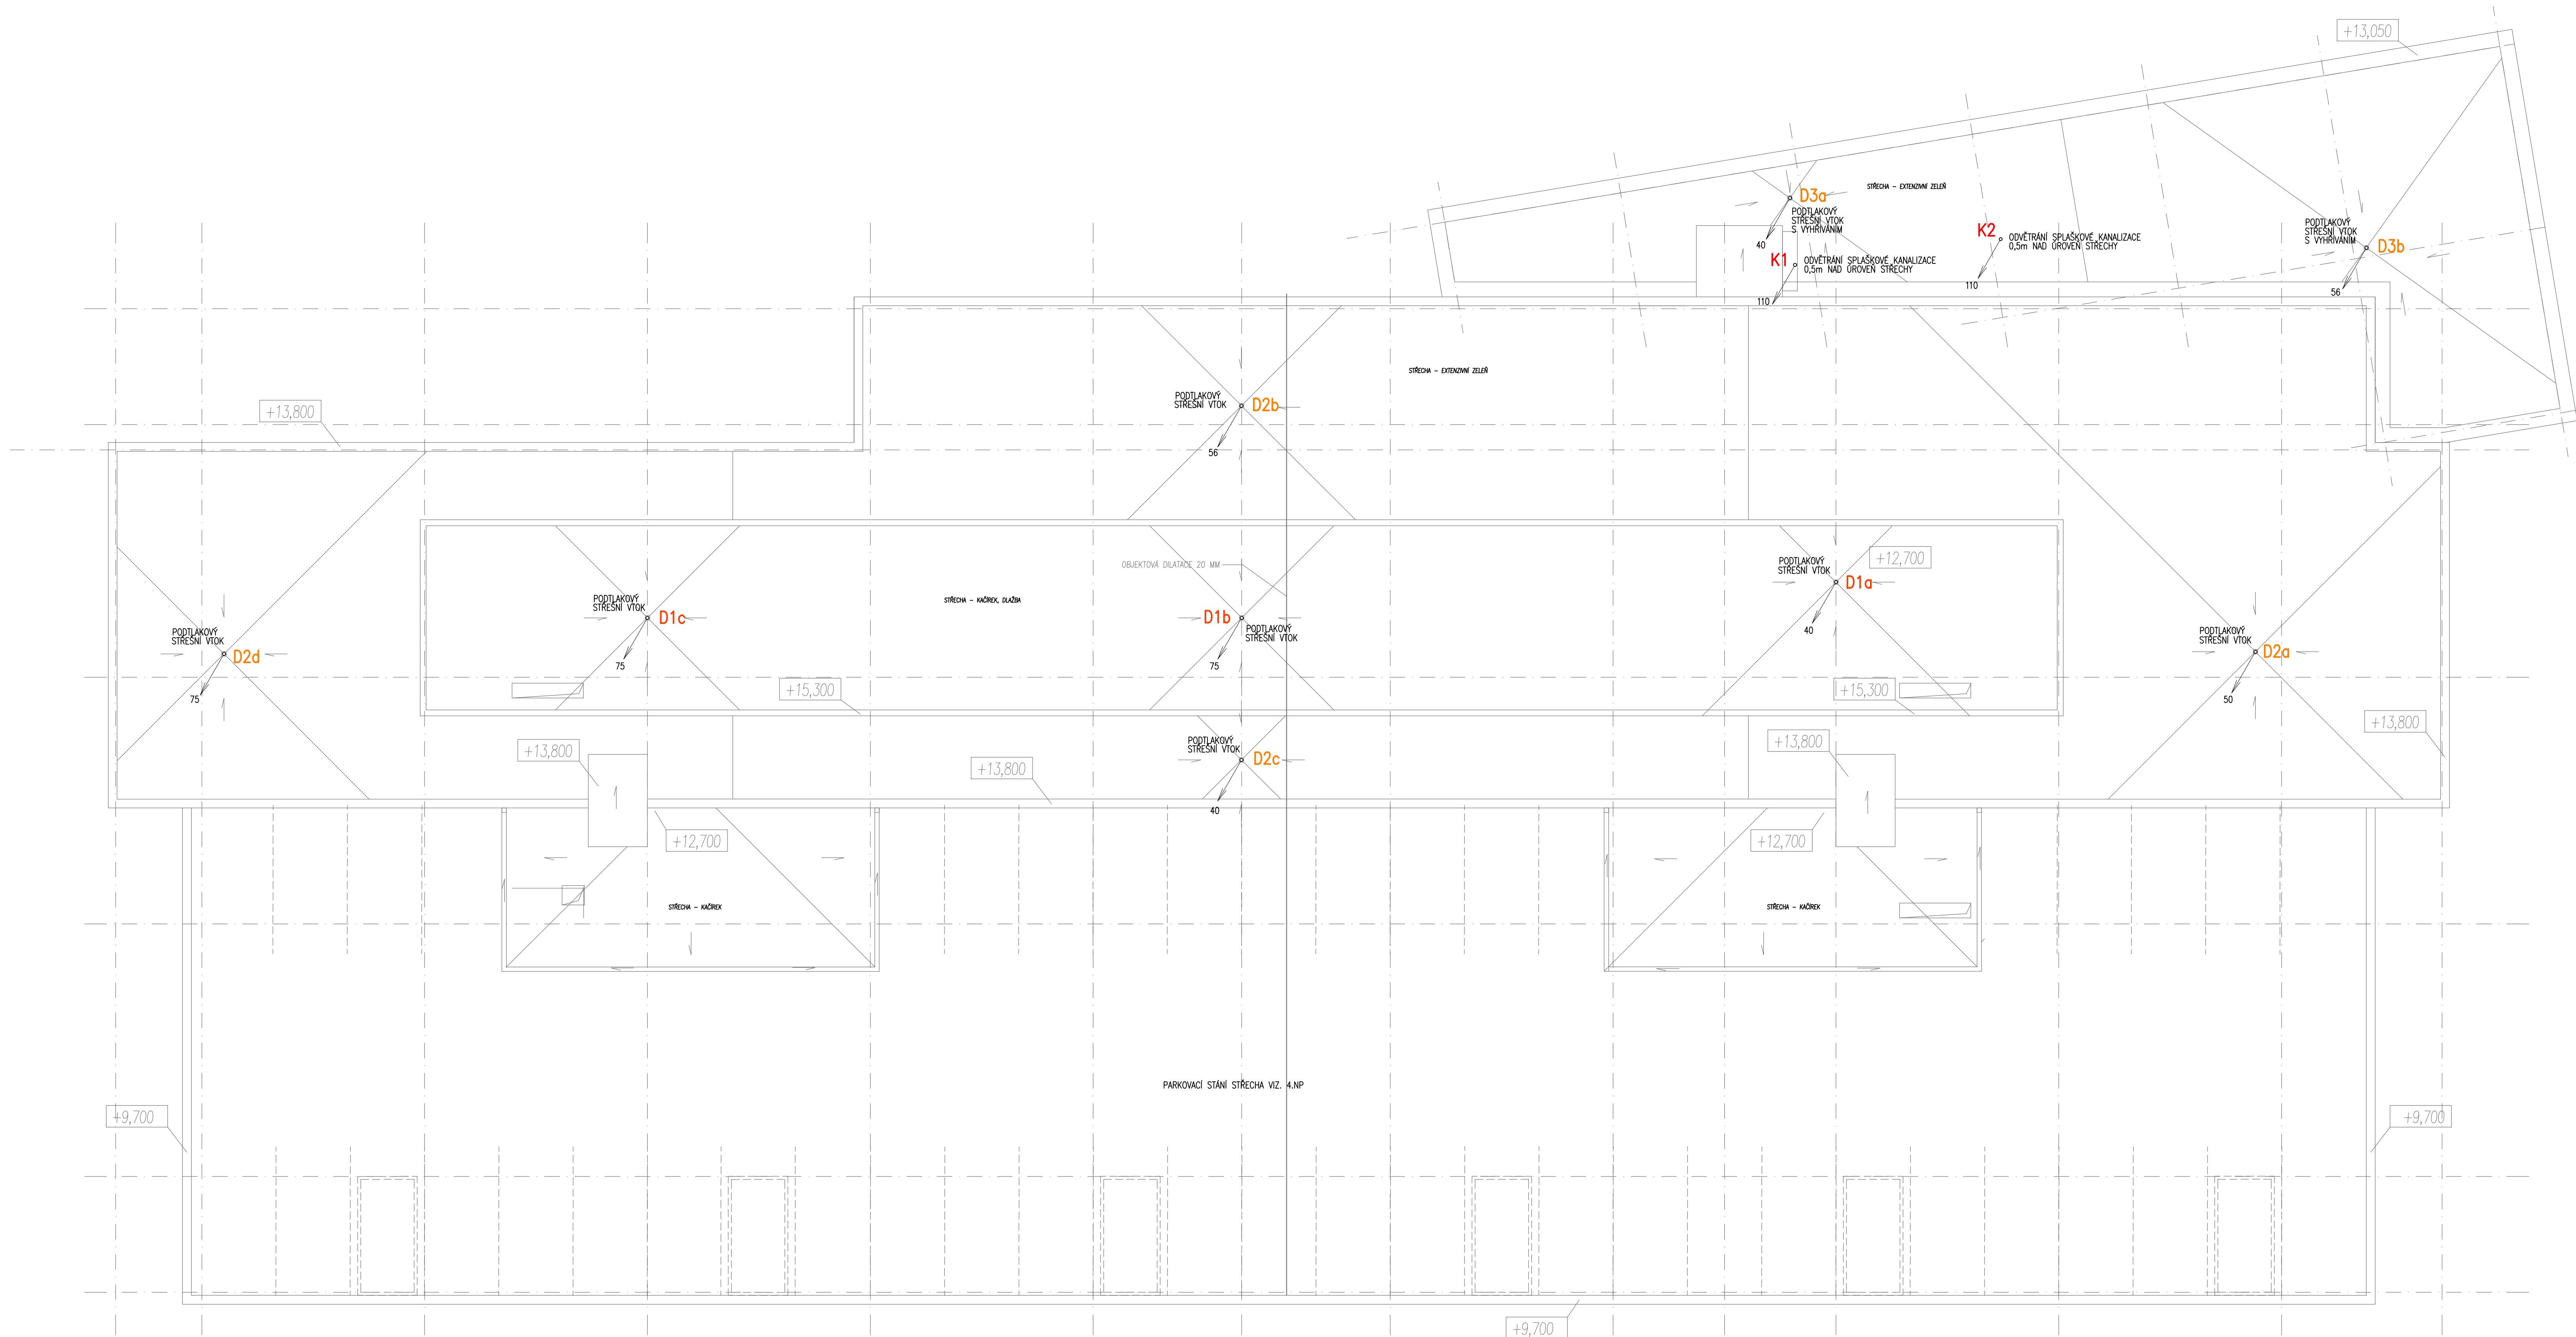 +13,050
D3a
STŘECHA – EXTENZIVNÍ ZELEŇ
PODTLAKOVÝ
STŘEŠNÍ VTOK
S VYHŘÍVÁNÍM
40
K2
ODVĚTRÁNÍ SPLAŠKOVÉ KANALIZACE
0,5m NAD ÚROVEŇ STŘECHY
110
PODTLAKOVÝ
STŘEŠNÍ VTOK
S VYHŘÍVÁNÍM
D3b
56
K1
ODVĚTRÁNÍ SPLAŠKOVÉ KANALIZACE
0,5m NAD ÚROVEŇ STŘECHY
110
STŘECHA – EXTENZIVNÍ ZELEŇ
PODTLAKOVÝ
STŘEŠNÍ VTOK
D2b
56
+13,800
OBJEKTOVÁ DILATACE 20 MM
PODTLAKOVÝ
STŘEŠNÍ VTOK
D1a
40
+12,700
STŘECHA – KAČÍREK, DLAŽBA
PODTLAKOVÝ
STŘEŠNÍ VTOK
D1c
75
D1b
PODTLAKOVÝ
STŘEŠNÍ VTOK
75
PODTLAKOVÝ
STŘEŠNÍ VTOK
D2d
75
PODTLAKOVÝ
STŘEŠNÍ VTOK
D2a
50
+15,300
+15,300
+13,800
+13,800
+13,800
PODTLAKOVÝ
STŘEŠNÍ VTOK
D2c
40
+13,800
+12,700
+12,700
STŘECHA – KAČÍREK
STŘECHA – KAČÍREK
PARKOVACÍ STÁNÍ STŘECHA VIZ. 4.NP
+9,700
+9,700
+9,700